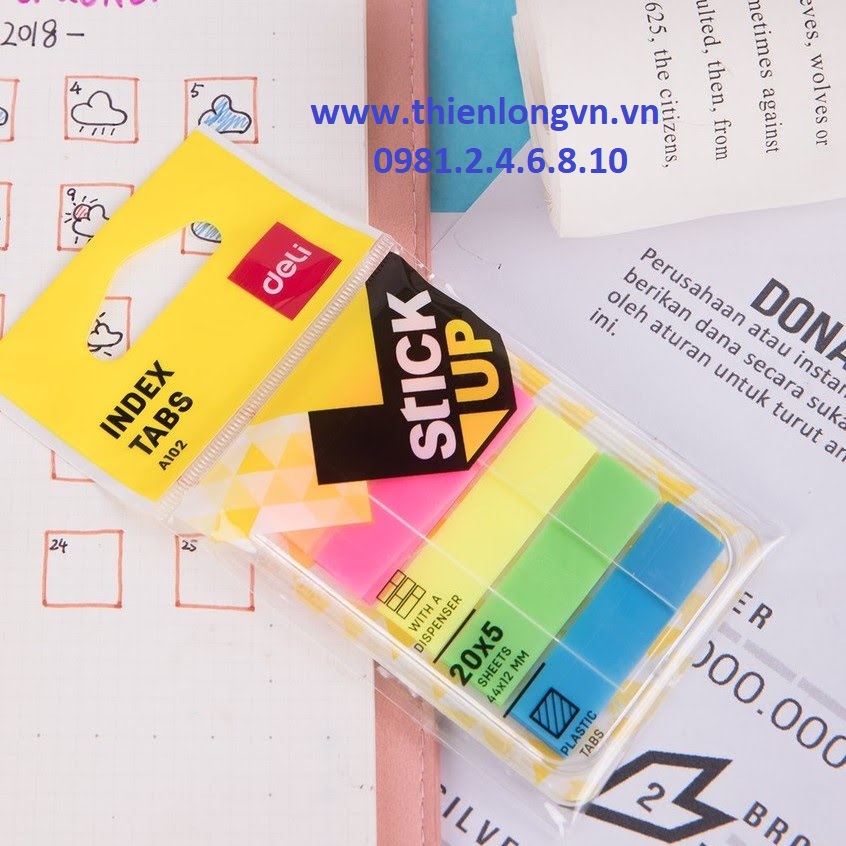 2018 -
4
5
9
24
25
www.thienlongvn.vn
0981.2.4.6.8.10
eves, wolves or
metimes against
ulted, then, from
625, the citizens,
deli
INDEX
TABS
A102
STICK
UP
WITH A
DISPENSER
20x5
SHEETS
44x12 MM
PLASTIC
TABS
DONA
Perusahaan atau instan
berikan dana secara suka
oleh aturan untuk turut an
ini.
ER
000.000
2
BRO
SILVE